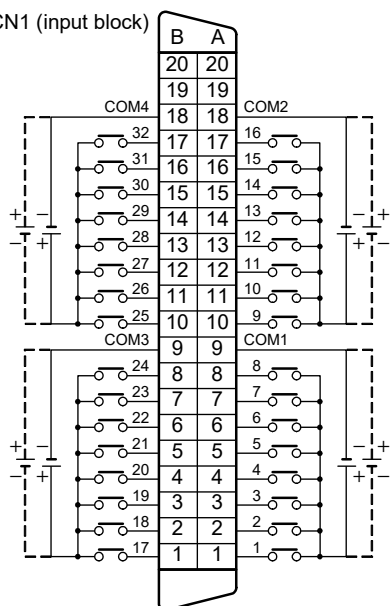 CN1 (input block)
B A
20 20
19 19
COM4 18 18 COM2
32 17 17 16
31 16 16 15
30 15 15 14
+ − 29 14 14 13 − +
− + 28 13 13 12 + −
27 12 12 11
26 11 11 10
25 10 10 9
COM3 9 9 COM1
24 8 8 8
23 7 7 7
22 6 6 6
+ − 21 5 5 5 − +
− + 20 4 4 4 + −
19 3 3 3
18 2 2 2
17 1 1 1